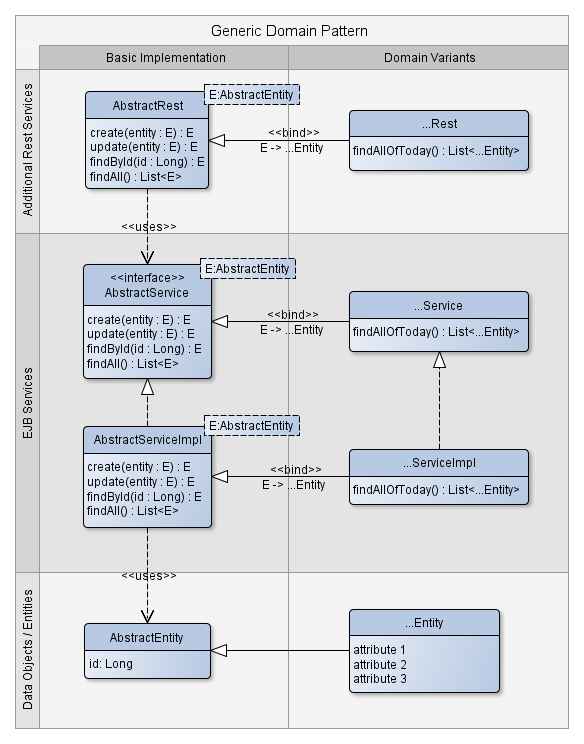 Generic Domain Pattern
Basic Implementation
Domain Variants
Additional Rest Services
AbstractRest
E:AbstractEntity
create(entity : E) : E
update(entity : E) : E
findById(id : Long) : E
findAll() : List<E>
<<bind>>
E -> ...Entity
...Rest
findAllOfToday() : List<...Entity>
<<uses>>
EJB Services
<<interface>>
AbstractService
E:AbstractEntity
create(entity : E) : E
update(entity : E) : E
findById(id : Long) : E
findAll() : List<E>
<<bind>>
E -> ...Entity
...Service
findAllOfToday() : List<...Entity>
AbstractServiceImpl
E:AbstractEntity
create(entity : E) : E
update(entity : E) : E
findById(id : Long) : E
findAll() : List<E>
<<bind>>
E -> ...Entity
...ServiceImpl
findAllOfToday() : List<...Entity>
<<uses>>
Data Objects / Entities
AbstractEntity
id: Long
...Entity
attribute 1
attribute 2
attribute 3